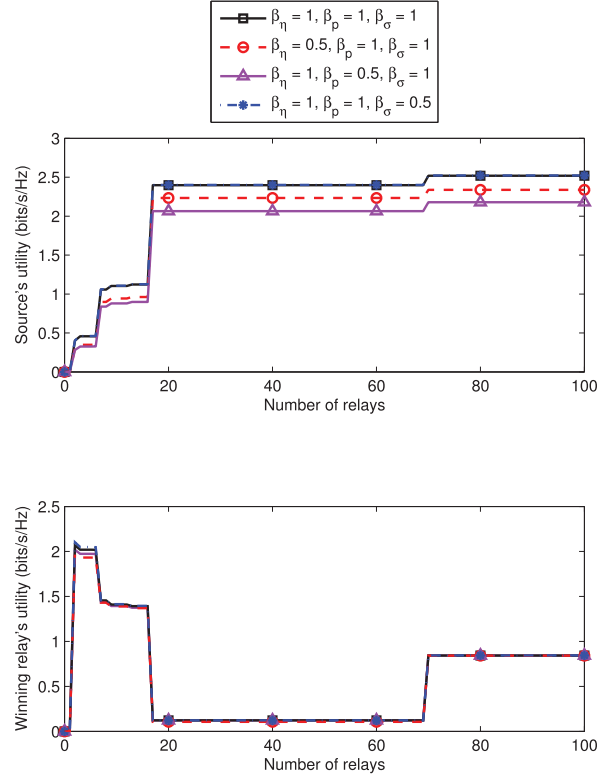 β_η = 1, β_p = 1, β_σ = 1
β_η = 0.5, β_p = 1, β_σ = 1
β_η = 1, β_p = 0.5, β_σ = 1
β_η = 1, β_p = 1, β_σ = 0.5
3
2.5
2
1.5
1
0.5
0
0 20 40 60 80 100
Number of relays
Source's utility (bits/s/Hz)
2.5
2
1.5
1
0.5
0
0 20 40 60 80 100
Number of relays
Winning relay's utility (bits/s/Hz)